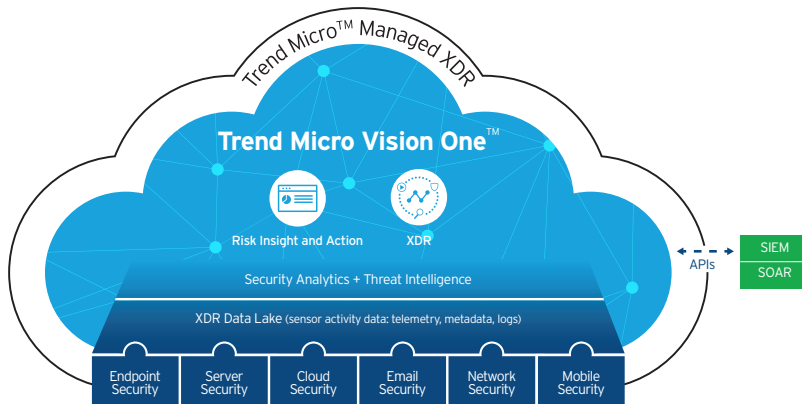 Trend Micro™ Managed XDR
Trend Micro Vision One™
Risk Insight and Action
XDR
Security Analytics + Threat Intelligence
XDR Data Lake (sensor activity data: telemetry, metadata, logs)
Endpoint
Security
Server
Security
Cloud
Security
Email
Security
Network
Security
Mobile
Security
APIs
SIEM
SOAR